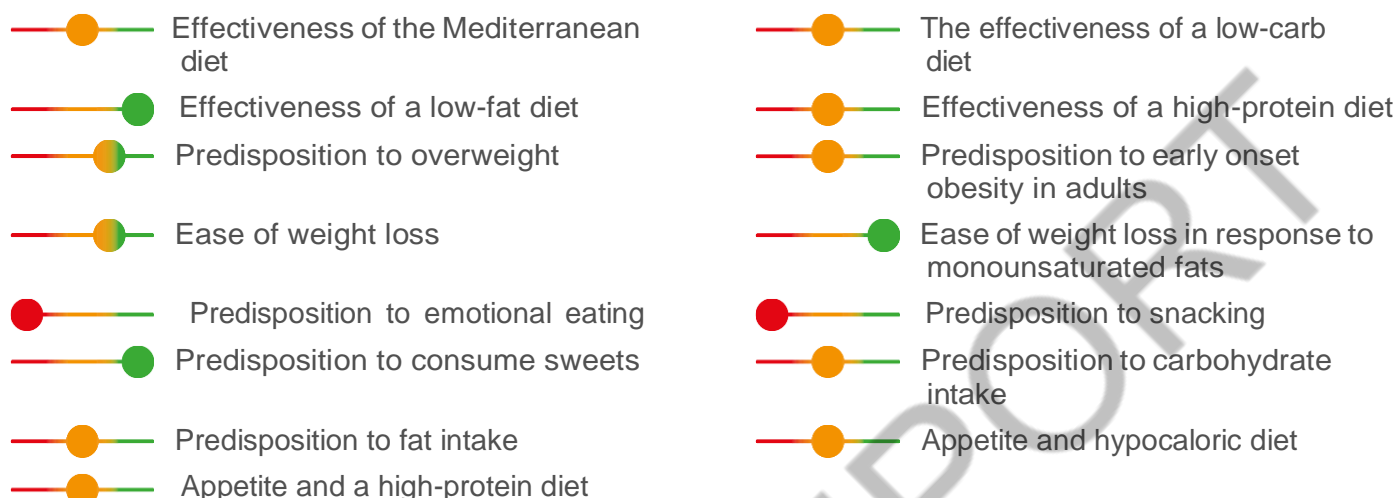 Effectiveness of the Mediterranean
diet
Effectiveness of a low-fat diet
Predisposition to overweight
Ease of weight loss
Predisposition to emotional eating
Predisposition to consume sweets
Predisposition to fat intake
Appetite and a high-protein diet
The effectiveness of a low-carb
diet
Effectiveness of a high-protein diet
Predisposition to early onset
obesity in adults
Ease of weight loss in response to
monounsaturated fats
Predisposition to snacking
Predisposition to carbohydrate
intake
Appetite and hypocaloric diet